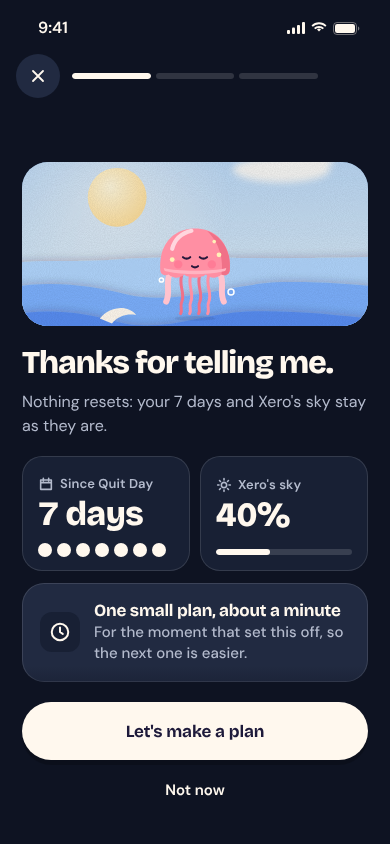 9:41
Thanks for telling me.
Nothing resets: your 7 days and Xero's sky stay
as they are.
Since Quit Day
7 days
Xero's sky
40%
One small plan, about a minute
For the moment that set this off, so
the next one is easier.
Let's make a plan
Not now